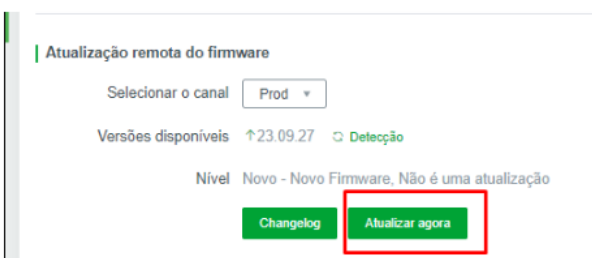 Atualização remota do firmware
Selecionar o canal Prod
Versões disponíveis ↑23.09.27 Detecção
Nível Novo - Novo Firmware, Não é uma atualização
Changelog Atualizar agora